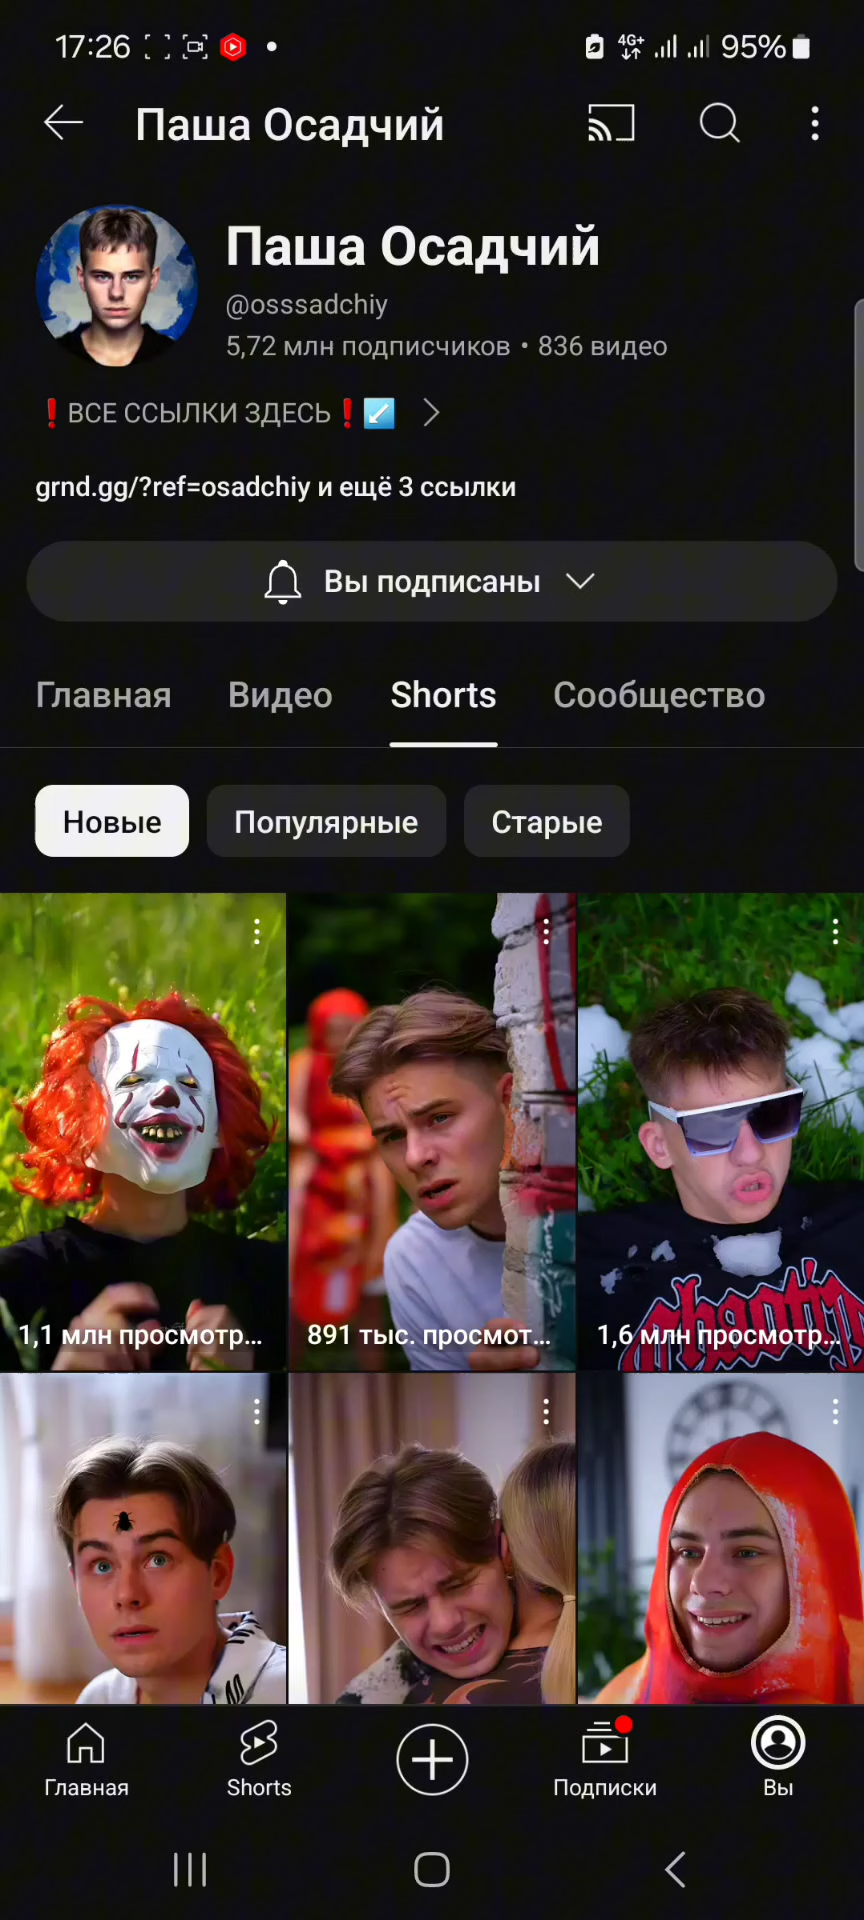 17:26
4G+
95%
Паша Осадчий
Паша Осадчий
@osssadchiy
5,72 млн подписчиков • 836 видео
❗ВСЕ ССЫЛКИ ЗДЕСЬ❗↙️
grnd.gg/?ref=osadchiy и ещё 3 ссылки
Вы подписаны
Главная Видео Shorts Сообщество
Новые Популярные Старые
1,1 млн просмотр... 891 тыс. просмот... 1,6 млн просмотр...
Главная Shorts Подписки Вы